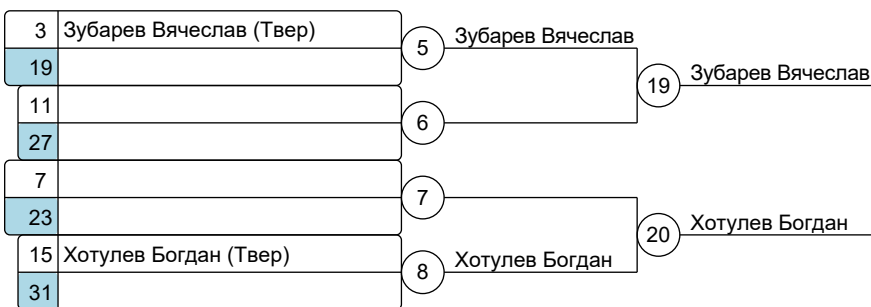 3 Зубарев Вячеслав (Твер)
5 Зубарев Вячеслав
19
19 Зубарев Вячеслав
11
6
27
7
7
23
20 Хотулев Богдан
15 Хотулев Богдан (Твер)
8 Хотулев Богдан
31